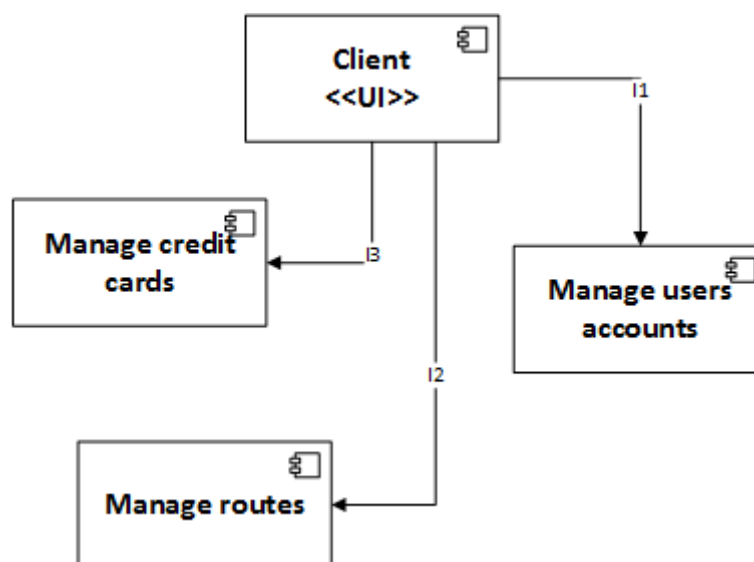 Client
<<UI>>
I1
Manage credit
cards
I3
Manage users
accounts
I2
Manage routes